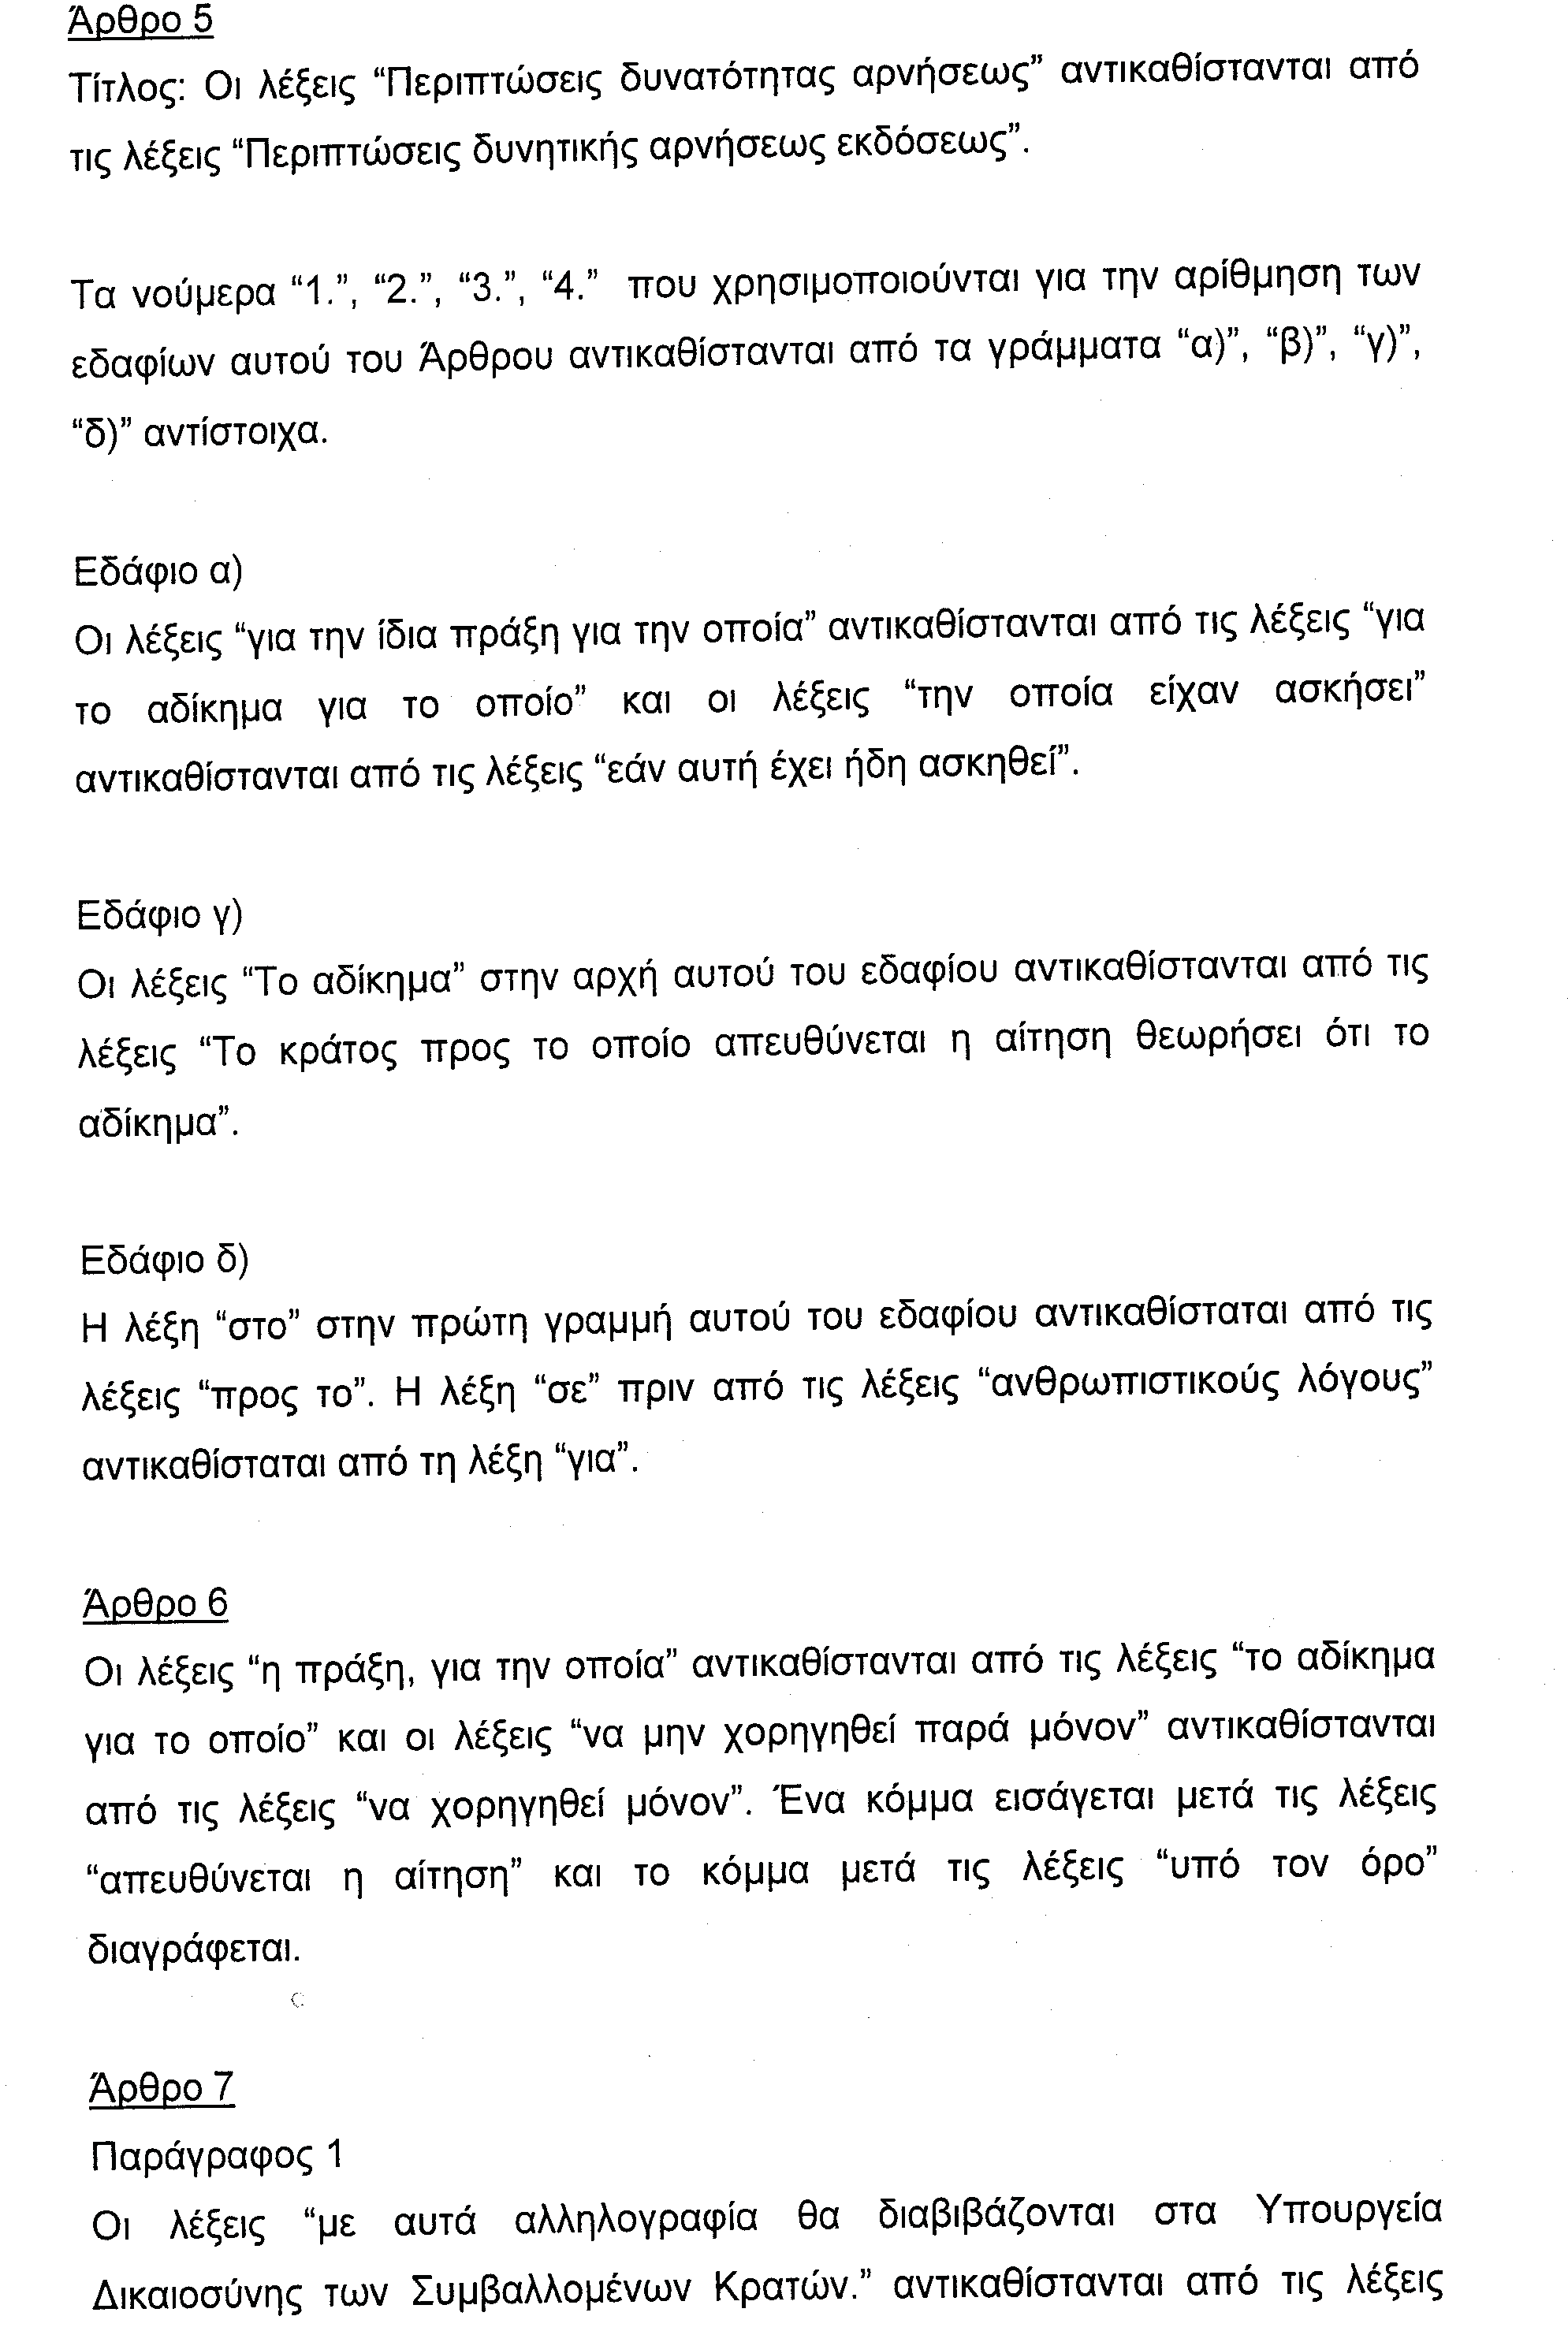 Άρθρο 5
Τίτλος: Οι λέξεις “Περιπτώσεις δυνατότητας αρνήσεως” αντικαθίστανται από
τις λέξεις “Περιπτώσεις δυνητικής αρνήσεως εκδόσεως”.
Τα νούμερα “1.”, “2.”, “3.”, “4.” που χρησιμοποιούνται για την αρίθμηση των
εδαφίων αυτού του Άρθρου αντικαθίστανται από τα γράμματα “α)”, “β)”, “γ)”,
“δ)” αντίστοιχα.
Εδάφιο α)
Οι λέξεις “για την ίδια πράξη για την οποία” αντικαθίστανται από τις λέξεις “για
το αδίκημα για το οποίο” και οι λέξεις “την οποία είχαν ασκήσει”
αντικαθίστανται από τις λέξεις “εάν αυτή έχει ήδη ασκηθεί”.
Εδάφιο γ)
Οι λέξεις “Το αδίκημα” στην αρχή αυτού του εδαφίου αντικαθίστανται από τις
λέξεις “Το κράτος προς το οποίο απευθύνεται η αίτηση θεωρήσει ότι το
αδίκημα”.
Εδάφιο δ)
Η λέξη “στο” στην πρώτη γραμμή αυτού του εδαφίου αντικαθίσταται από τις
λέξεις “προς το”. Η λέξη “σε” πριν από τις λέξεις “ανθρωπιστικούς λόγους”
αντικαθίσταται από τη λέξη “για”.
Άρθρο 6
Οι λέξεις “η πράξη, για την οποία” αντικαθίστανται από τις λέξεις “το αδίκημα
για το οποίο” και οι λέξεις “να μην χορηγηθεί παρά μόνον” αντικαθίστανται
από τις λέξεις “να χορηγηθεί μόνον”. Ένα κόμμα εισάγεται μετά τις λέξεις
“απευθύνεται η αίτηση” και το κόμμα μετά τις λέξεις “υπό τον όρο”
διαγράφεται.
Άρθρο 7
Παράγραφος 1
Οι λέξεις “με αυτά αλληλογραφία θα διαβιβάζονται στα Υπουργεία
Δικαιοσύνης των Συμβαλλομένων Κρατών.” αντικαθίστανται από τις λέξεις